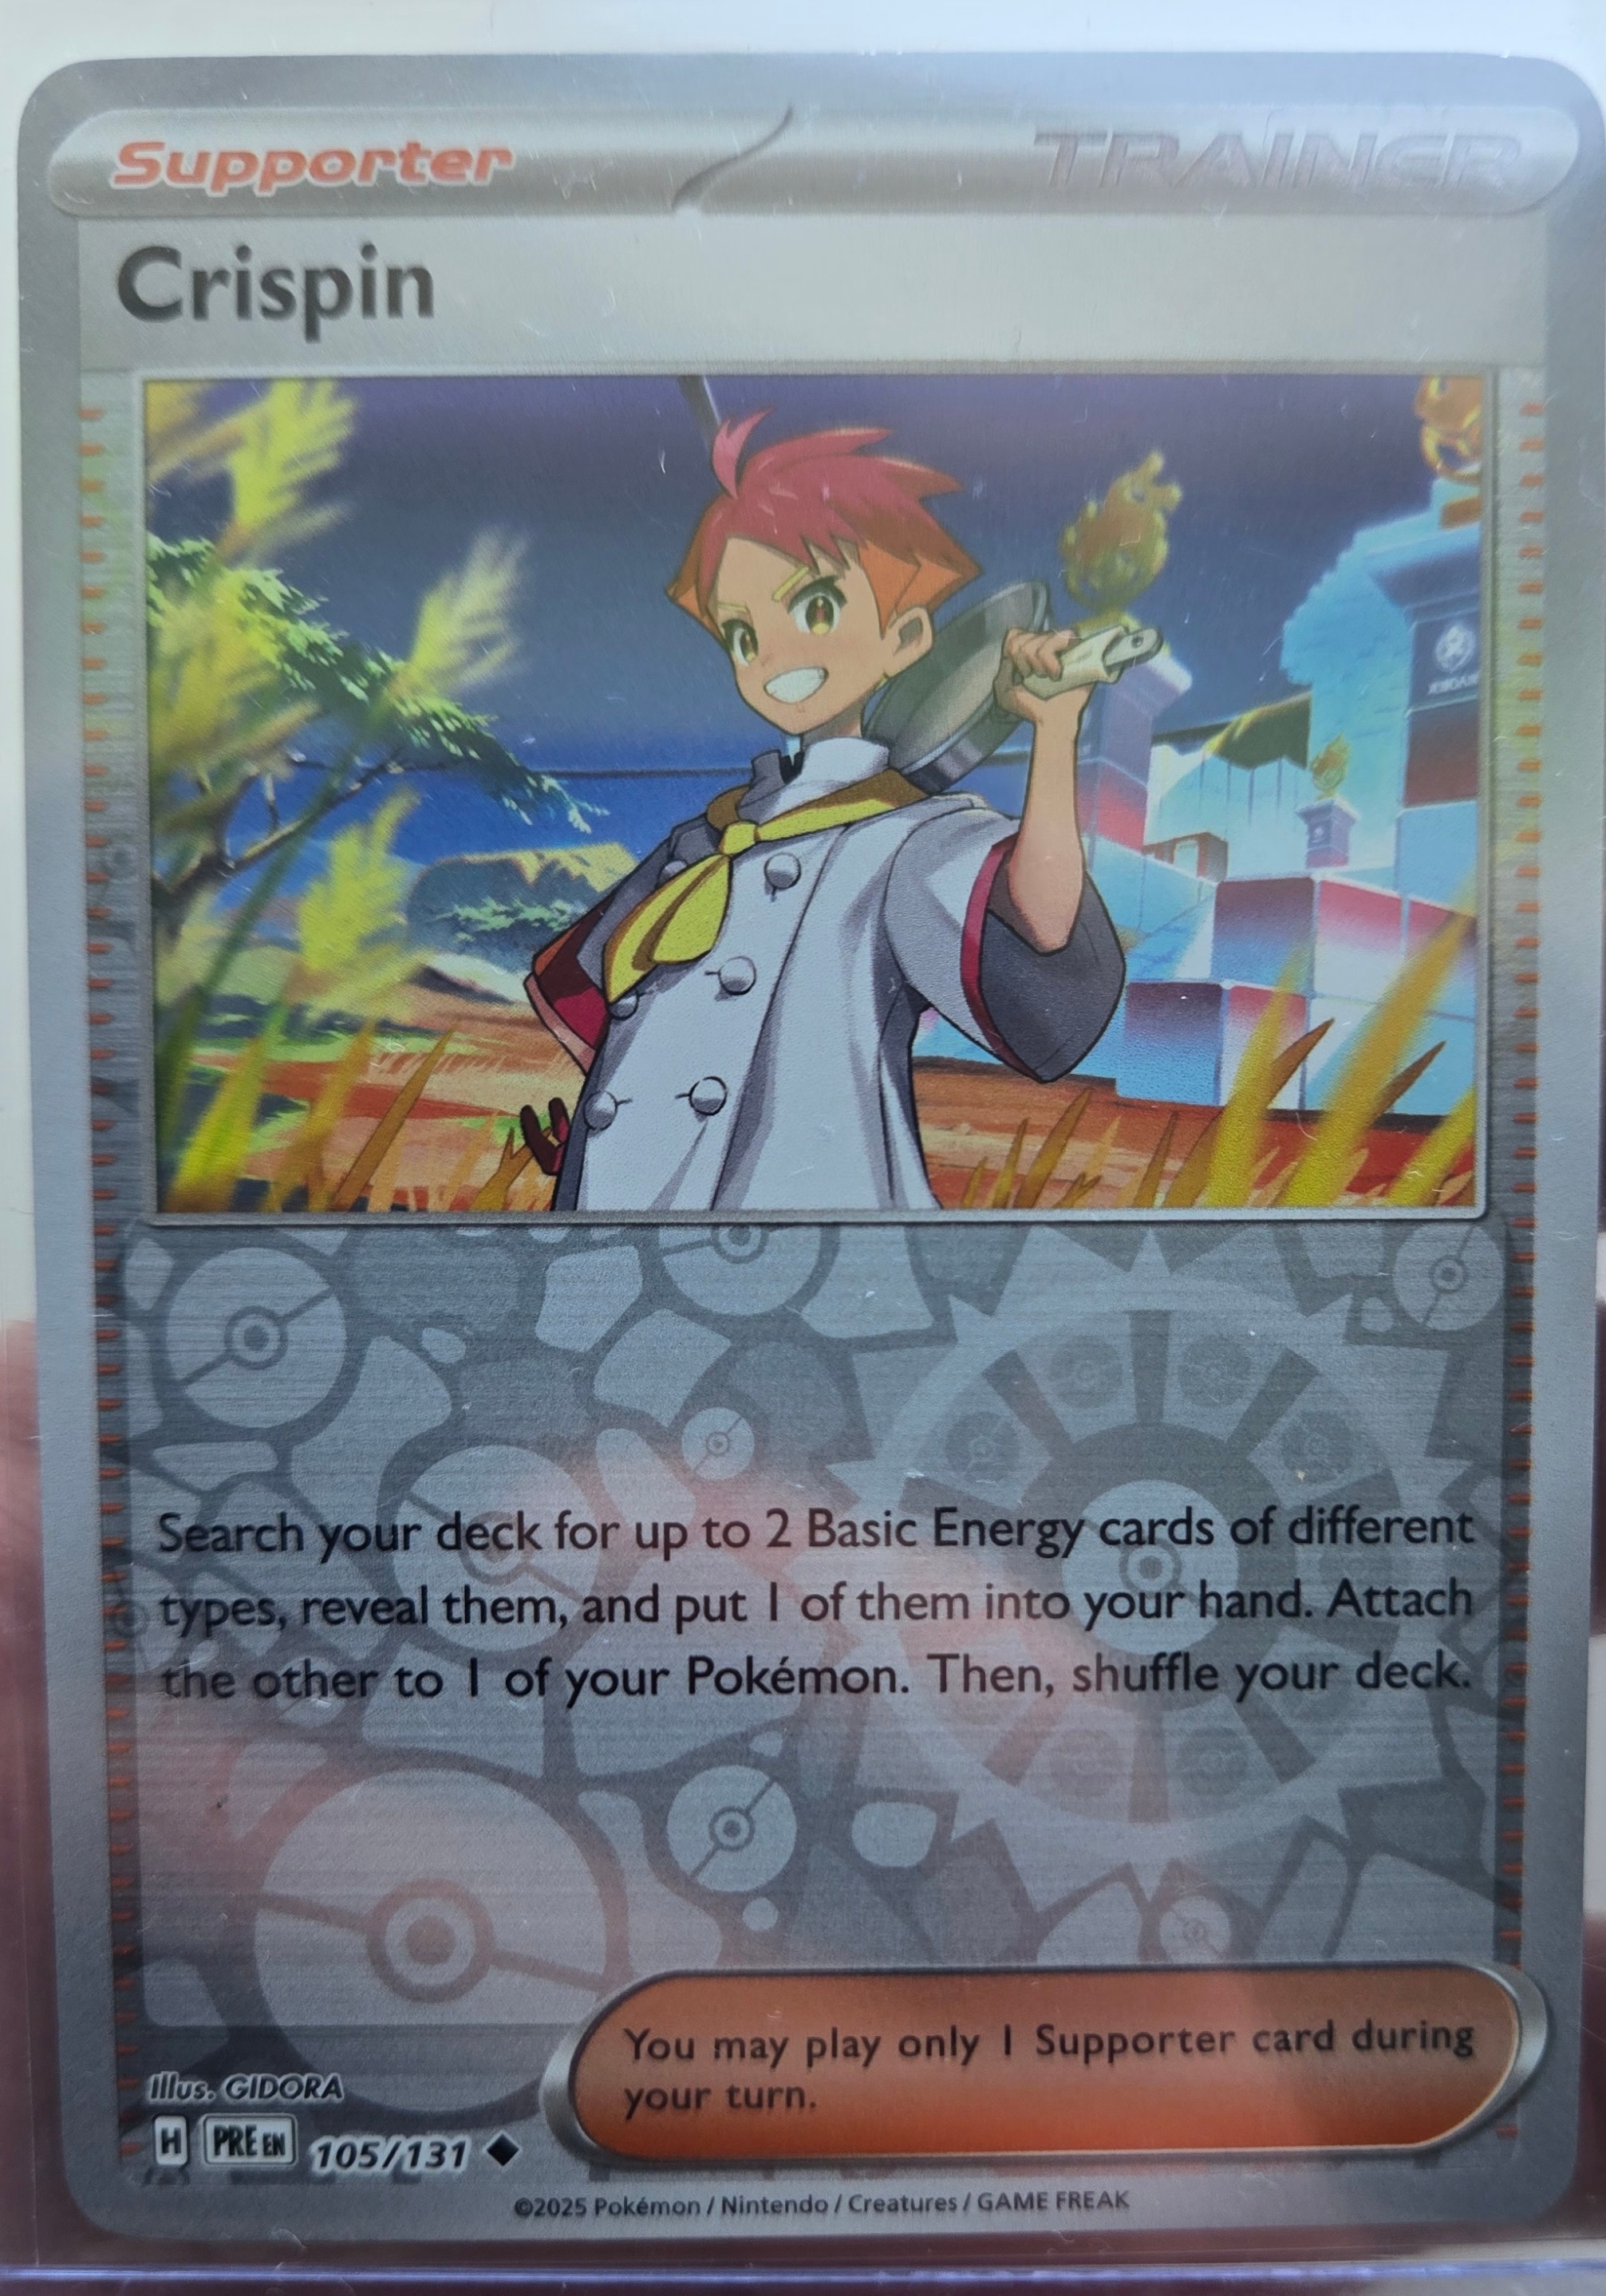 Supporter
TRAINER
Crispin
Search your deck for up to 2 Basic Energy cards of different
types, reveal them, and put 1 of them into your hand. Attach
the other to 1 of your Pokémon. Then, shuffle your deck.
You may play only 1 Supporter card during
your turn.
Illus. GIDORA
H PRE EN 105/131
©2025 Pokémon / Nintendo / Creatures / GAME FREAK